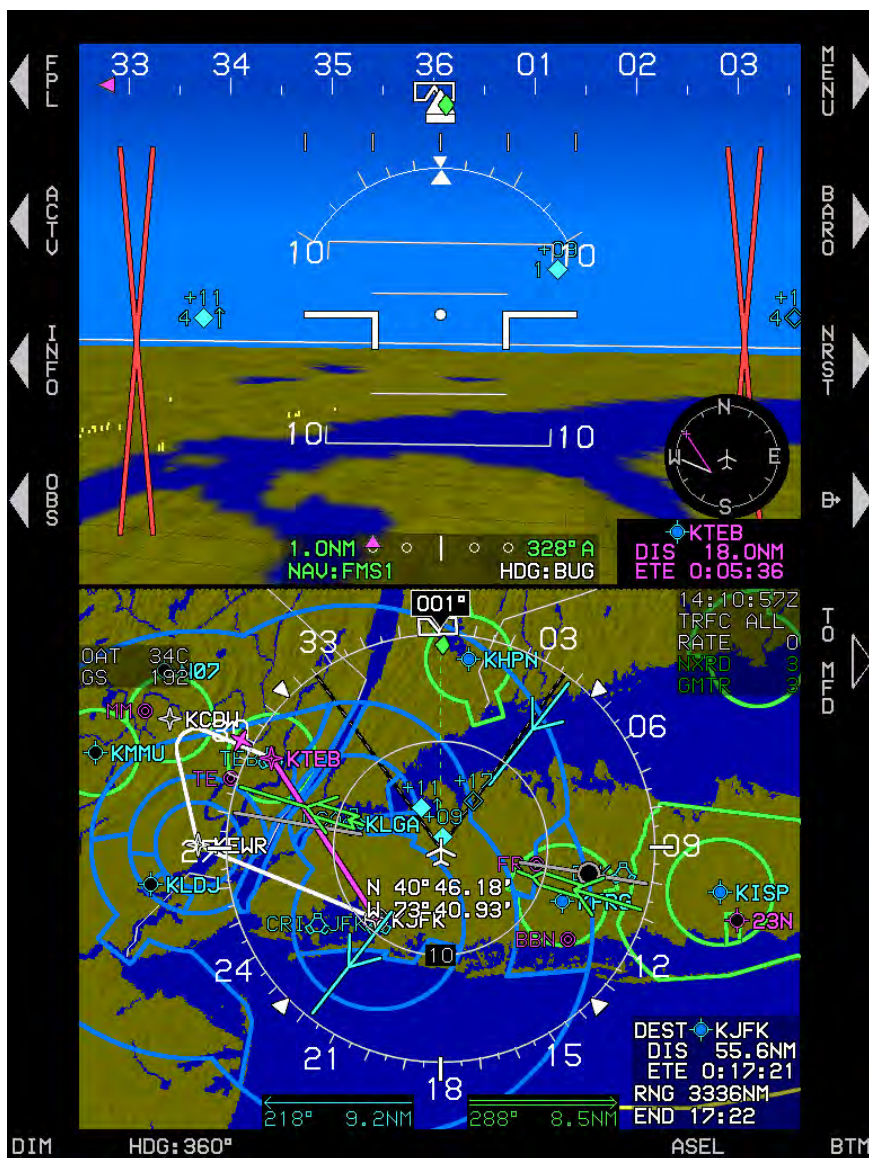 FPL
MENU
33 34 35 36 01 02 03
ACTV
BARO
10 10
+09
1
+11
4
+1
4
INFO
NRST
10 10
N
W E
S
OBS
1.0NM 328° A
NAV:FMS1 HDG:BUG
KTEB
DIS 18.0NM
ETE 0:05:36
001°
14:10:57Z
TRFC ALL
RATE 0
NXRD 3
GMTR 3
TO MFD
OAT 34C
GS 192
33 03
KHPN
MM KCDW
06
KMMU KTEB
TE
+11 +17
+09
KLGA
KEWR
27 09
FR
KLDJ
N 40° 46.18'
W 73° 40.93'
KFRG
KISP
23N
CRI JFK KJFK
BBN
10
24 12
21 15
18
DEST KJFK
DIS 55.6NM
ETE 0:17:21
RNG 3336NM
END 17:22
218° 9.2NM
288° 8.5NM
DIM HDG:360° ASEL BTM